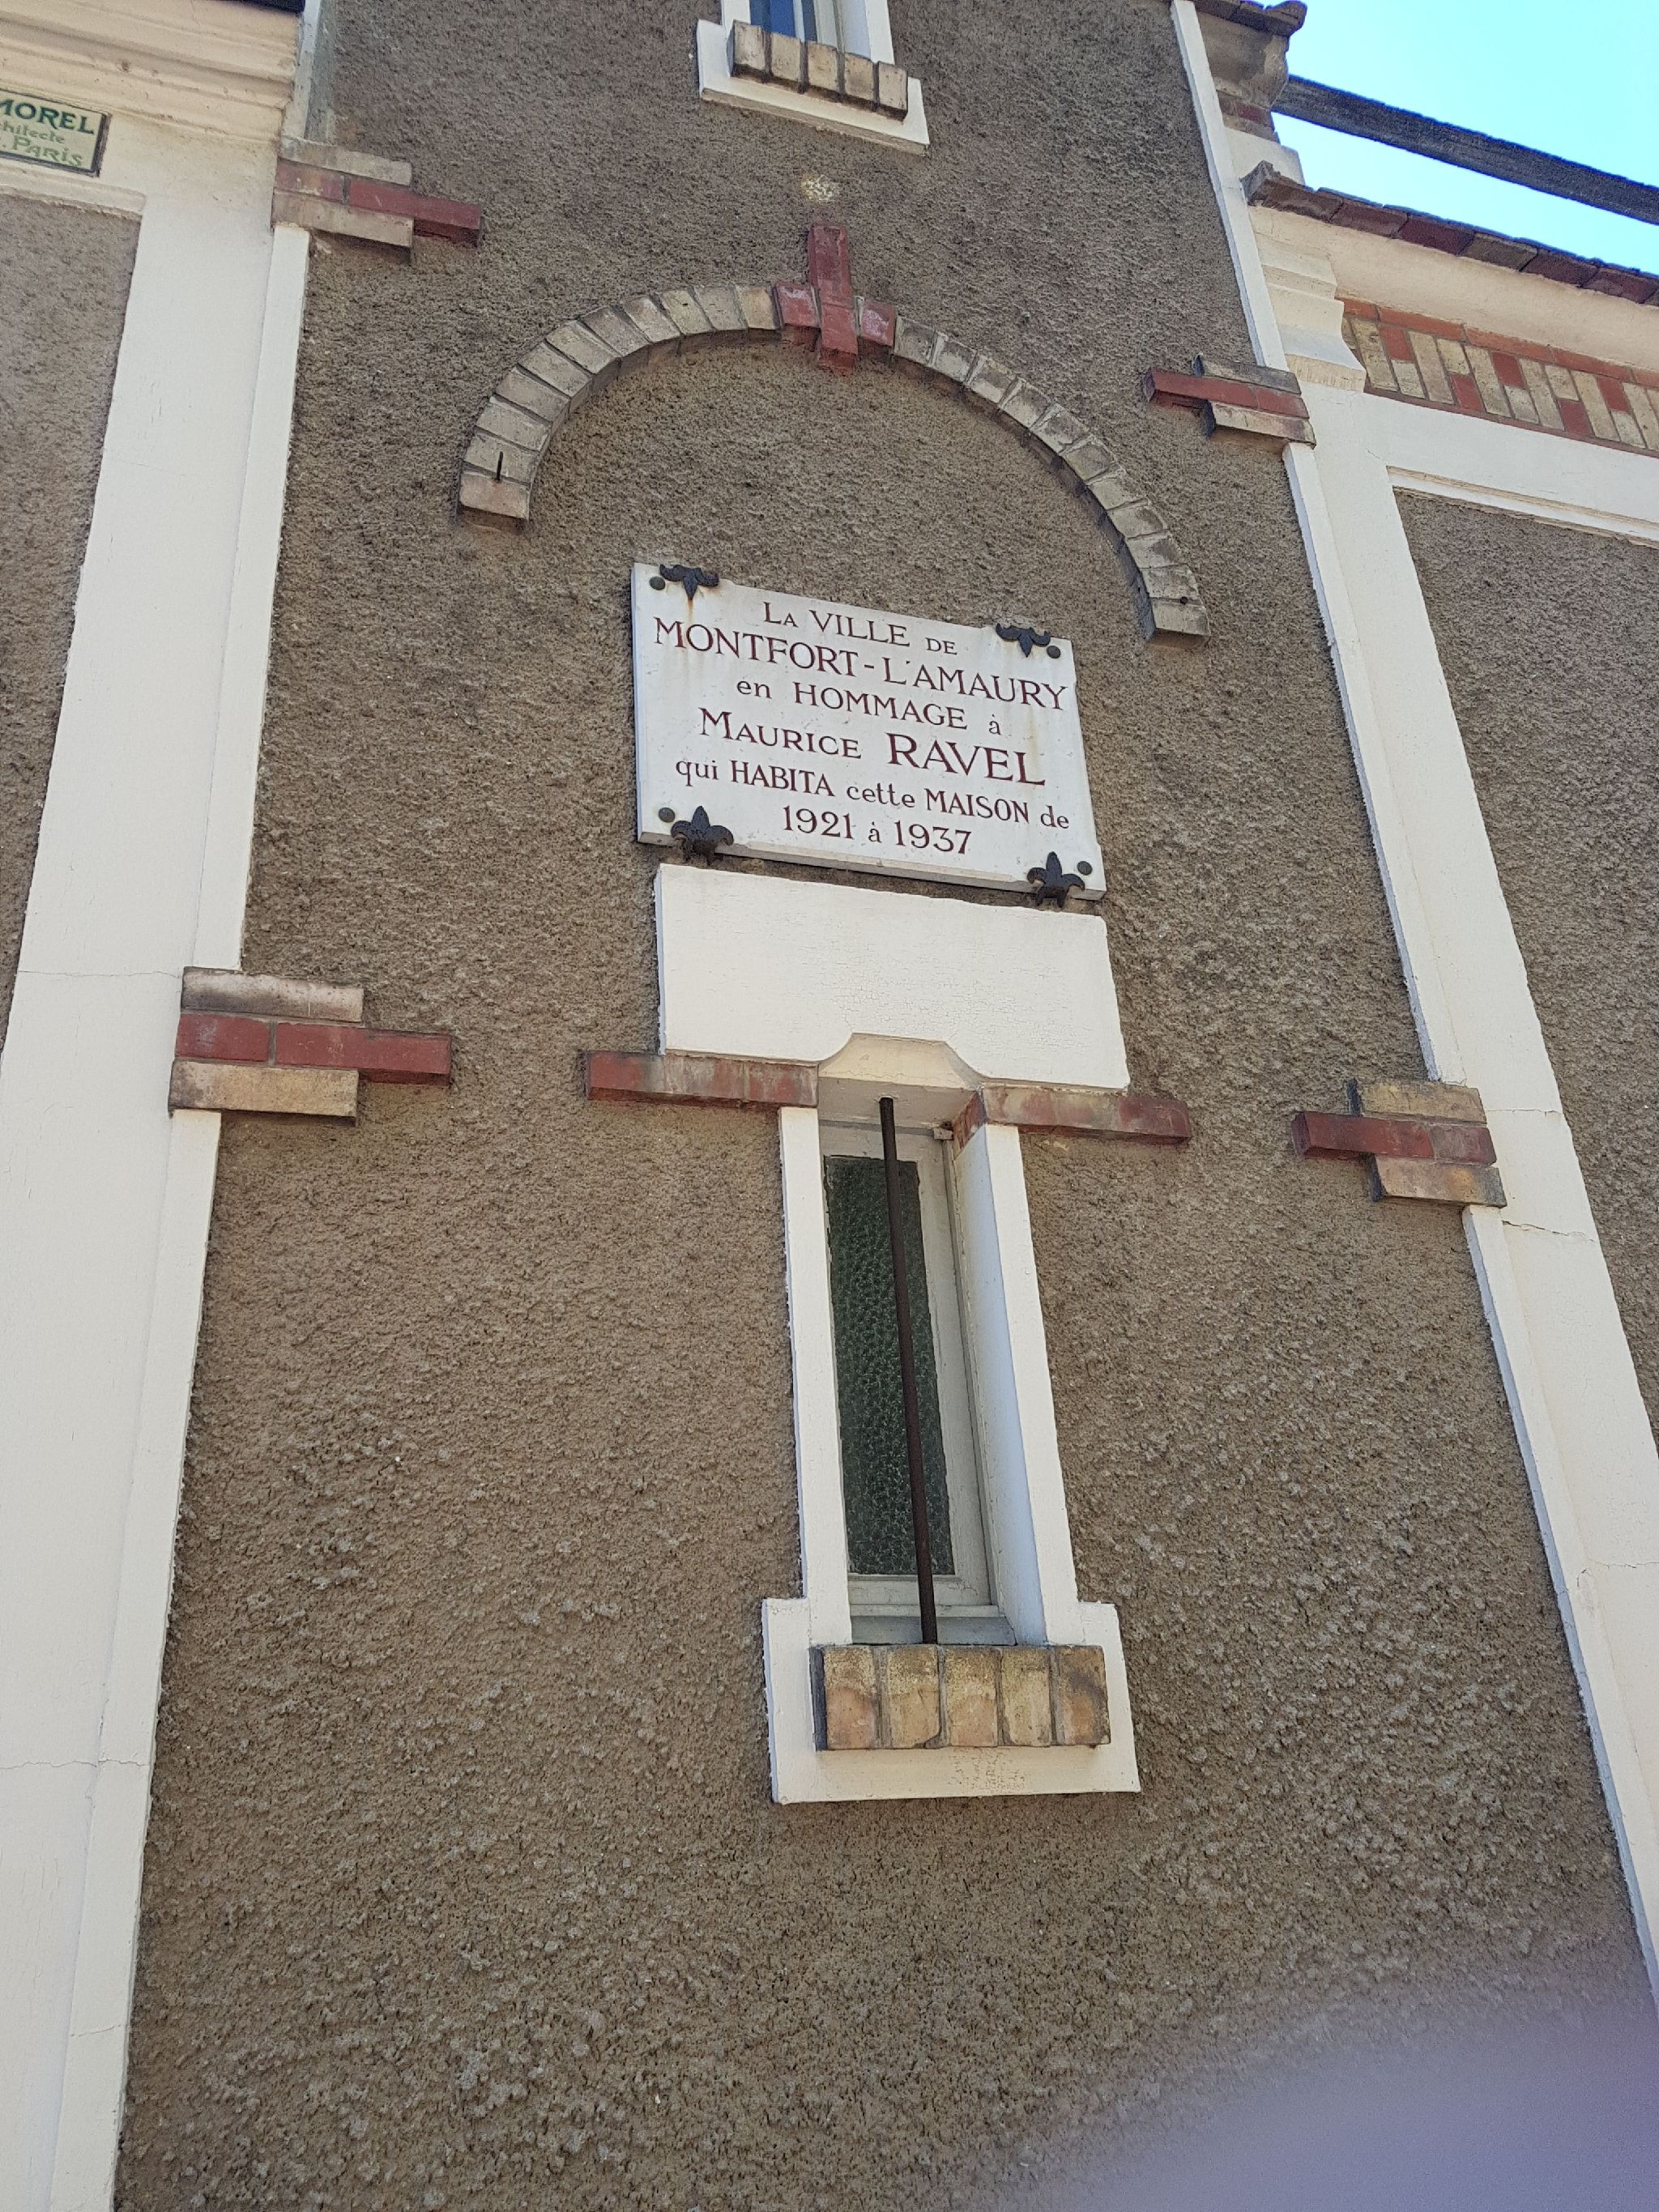 MOREL
PARIS
LA VILLE DE
MONTFORT-L'AMAURY
en HOMMAGE à
MAURICE RAVEL
qui HABITA cette MAISON de
1921 à 1937